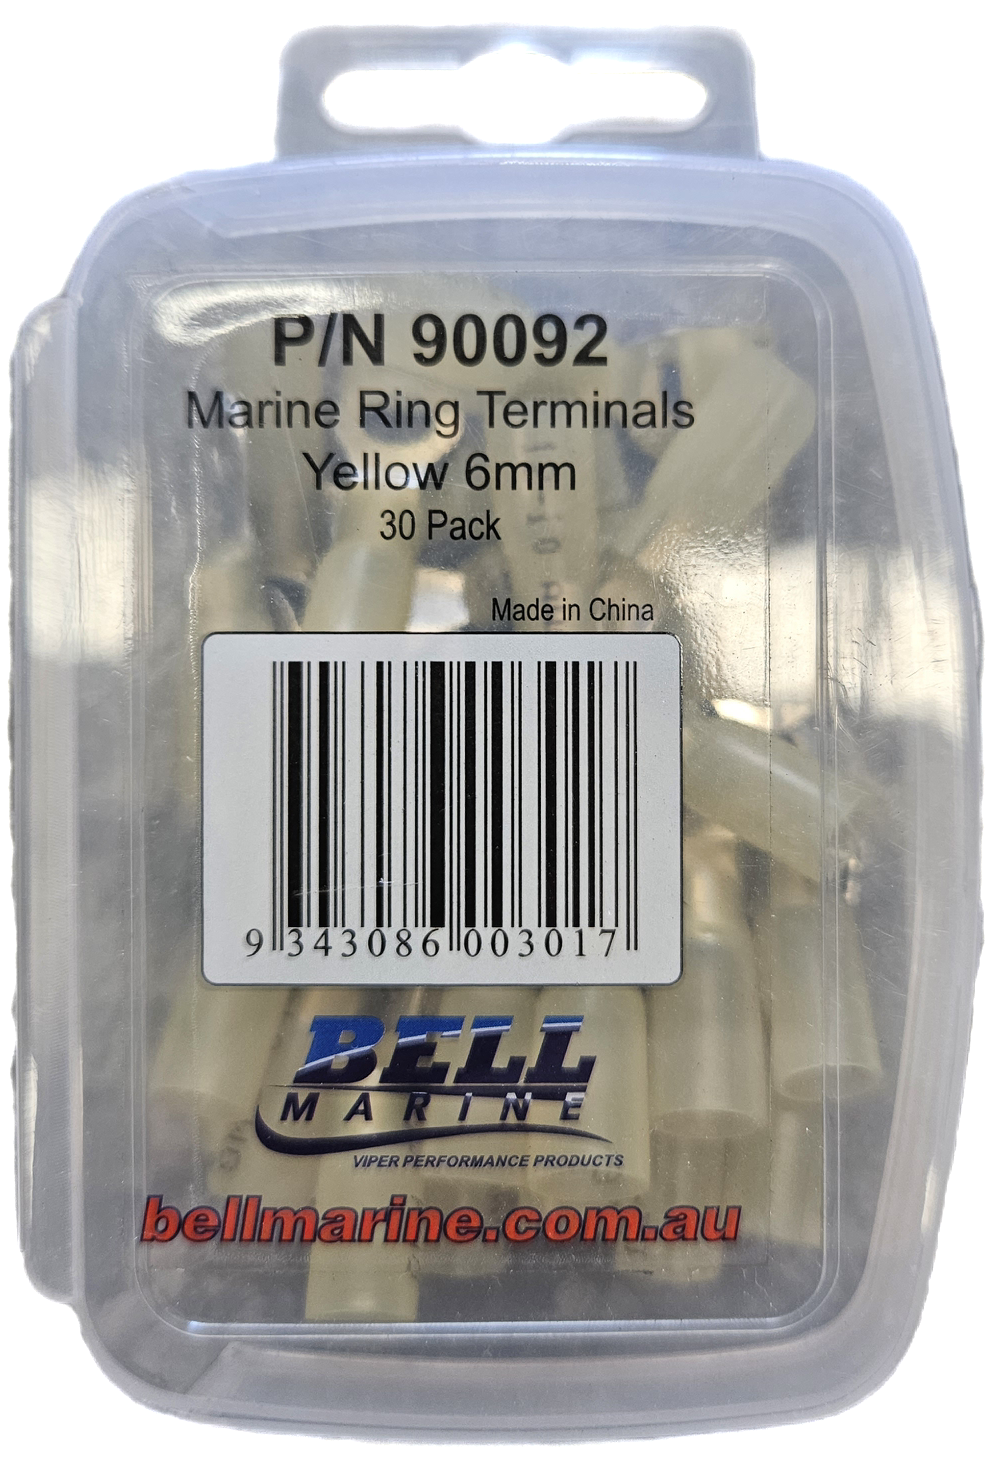 P/N 90092
Marine Ring Terminals
Yellow 6mm
30 Pack
Made in China
9 343086 003017
BELL
MARINE
VIPER PERFORMANCE PRODUCTS
bellmarine.com.au